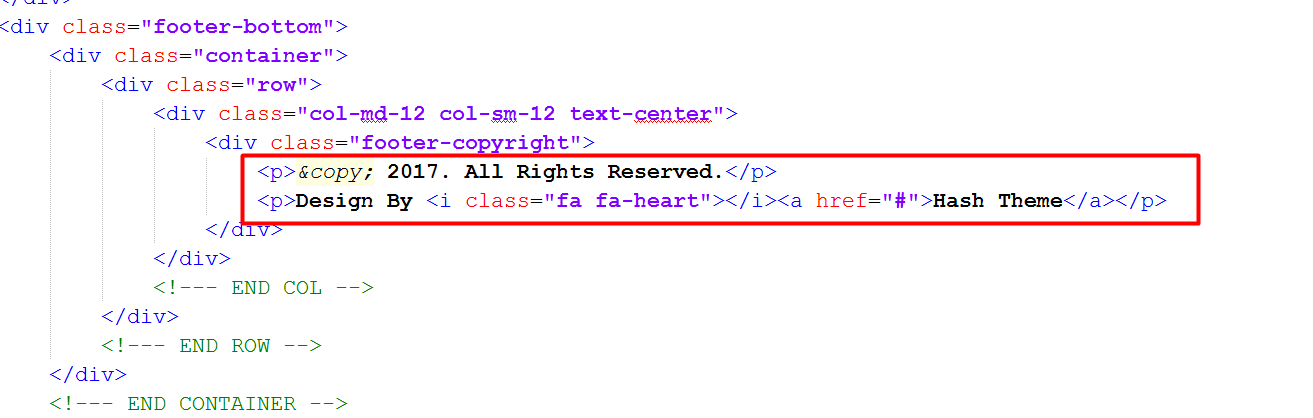 </div>
<div class="footer-bottom">
<div class="container">
<div class="row">
<div class="col-md-12 col-sm-12 text-center">
<div class="footer-copyright">
<p>&copy; 2017. All Rights Reserved.</p>
<p>Design By <i class="fa fa-heart"></i><a href="#">Hash Theme</a></p>
</div>
</div>
<!--- END COL -->
</div>
<!--- END ROW -->
</div>
<!--- END CONTAINER -->